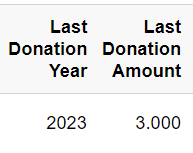 Last Last
Donation Donation
Year Amount
2023 3.000